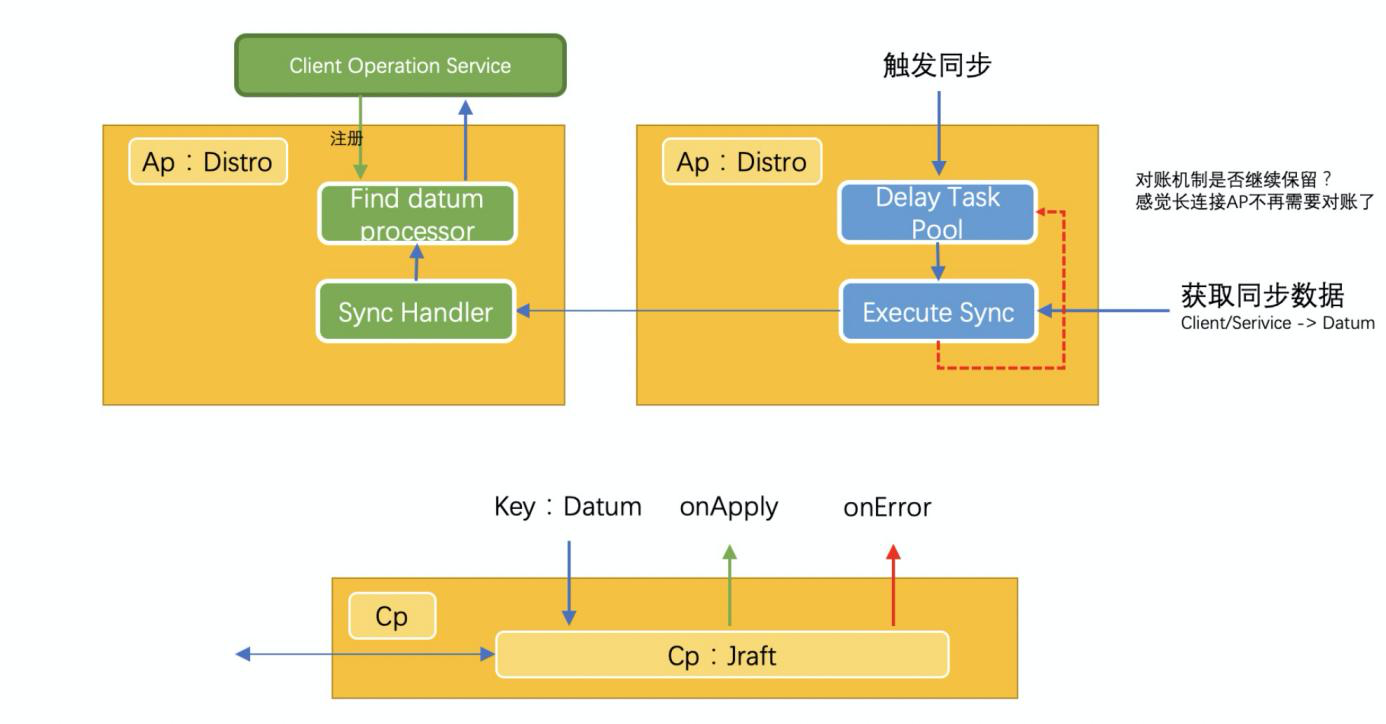 Client Operation Service
触发同步
注册
Ap：Distro
Find datum
processor
Sync Handler
Ap：Distro
Delay Task
Pool
Execute Sync
对账机制是否继续保留？
感觉长连接AP不再需要对账了
获取同步数据
Client/Serivice -> Datum
Key：Datum
onApply
onError
Cp
Cp：Jraft